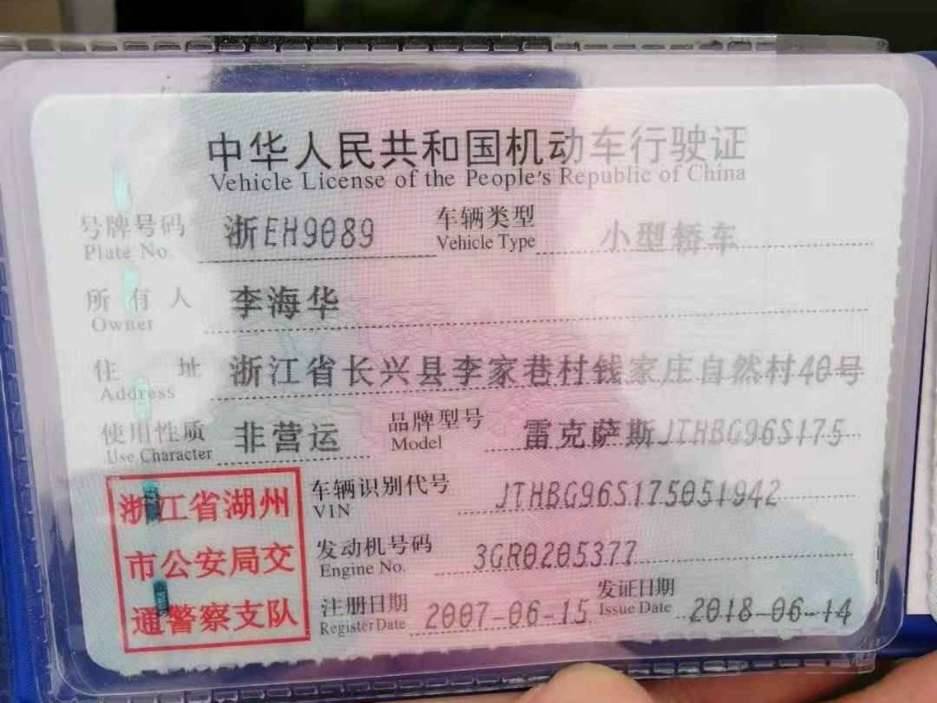 中华人民共和国机动车行驶证
Vehicle License of the People's Republic of China
号牌号码 浙EH9089 车辆类型 小型轿车
Plate No. Vehicle Type
所有人 李海华
Owner
住址 浙江省长兴县李家巷村钱家庄自然村40号
Address
使用性质 非营运 品牌型号 雷克萨斯JTHBG96S175
Use Character Model
浙江省湖州 车辆识别代号 JTHBG96S175051942
VIN
市公安局交 发动机号码 3GR0205377
Engine No.
通警察支队 注册日期 2007-06-15 发证日期 2018-06-14
Register Date Issue Date